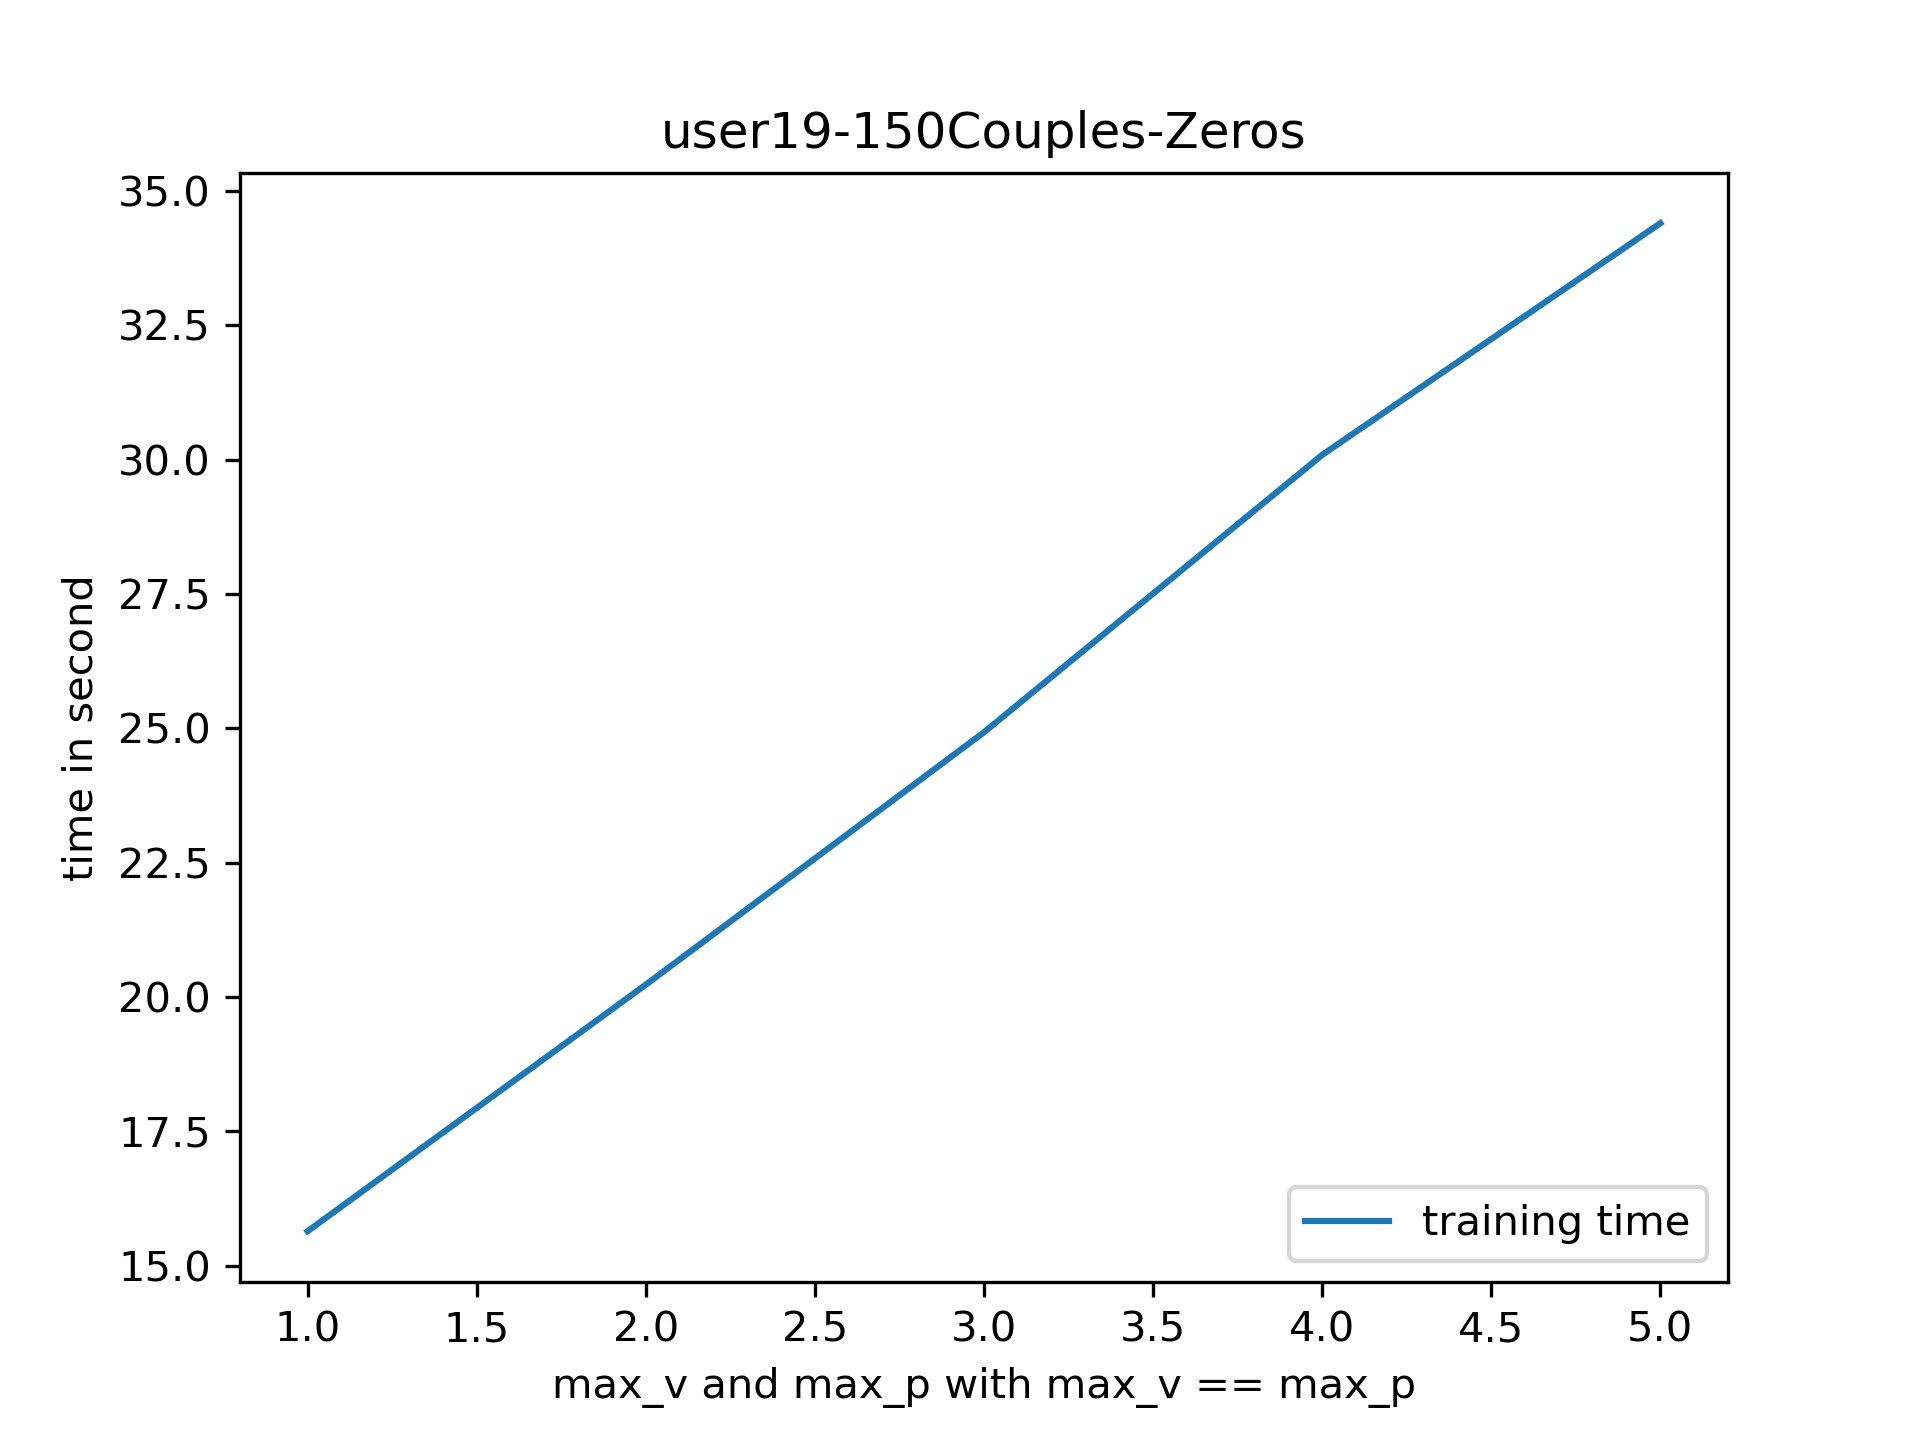 user19-150Couples-Zeros
35.0
32.5
30.0
27.5
25.0
22.5
20.0
17.5
15.0
time in second
training time
1.0 1.5 2.0 2.5 3.0 3.5 4.0 4.5 5.0
max_v and max_p with max_v == max_p